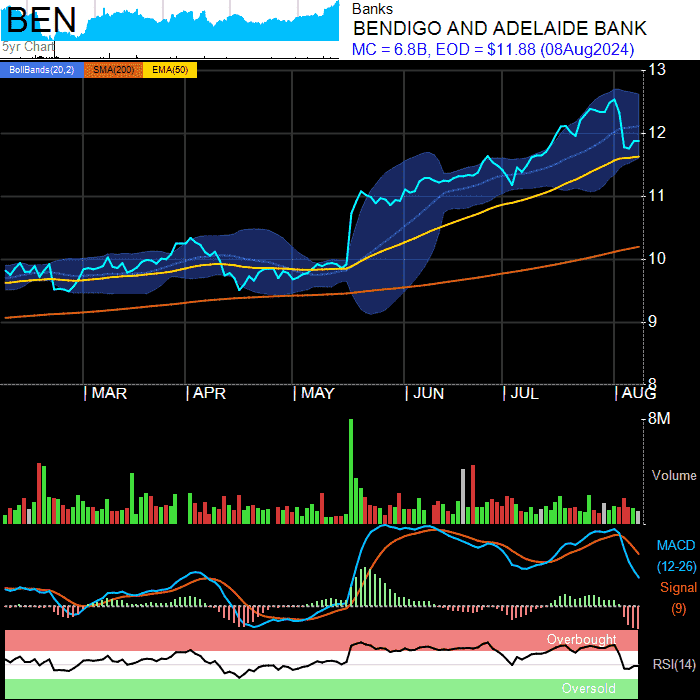 BEN
5yr Chart
Banks
BENDIGO AND ADELAIDE BANK
MC = 6.8B, EOD = $11.88 (08Aug2024)
BollBands(20,2) SMA(200) EMA(50)
13
12
11
10
9
8
MAR APR MAY JUN JUL AUG
8M
Volume
MACD
(12-26)
Signal
(9)
Overbought
RSI(14)
Oversold